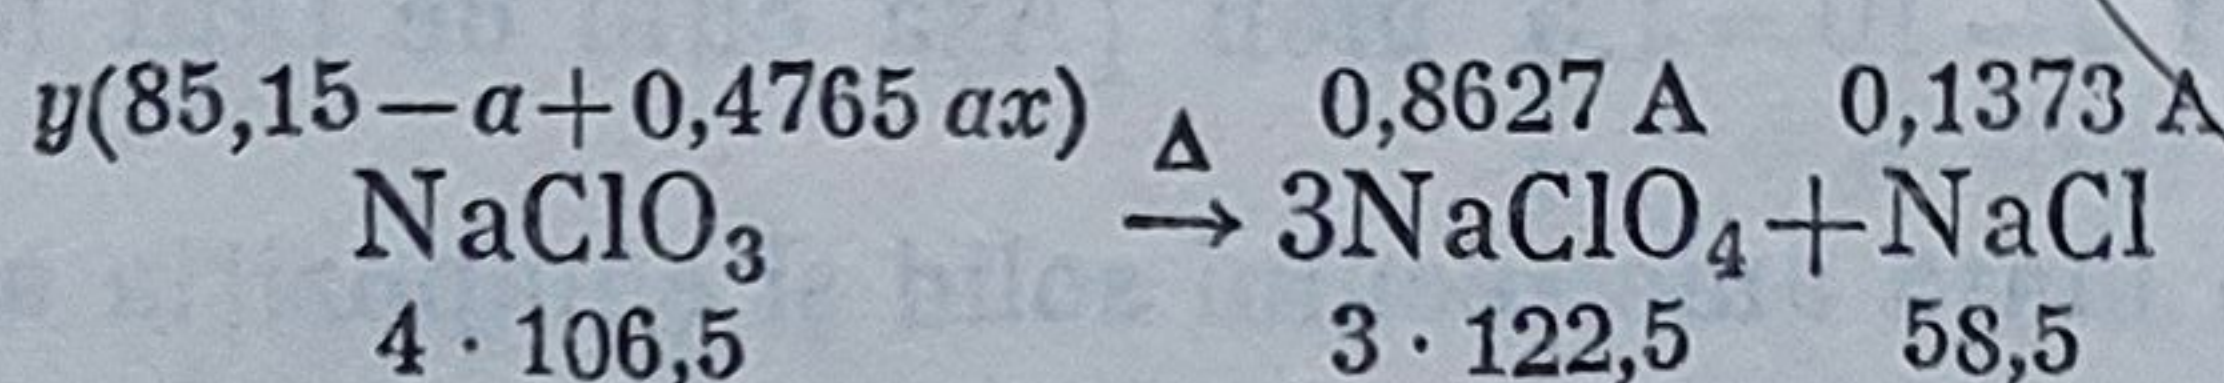 y(85,15—a+0,4765 ax) Δ 0,8627 A 0,1373 A
NaClO₃ → 3NaClO₄+NaCl
4 · 106,5 3 · 122,5 58,5